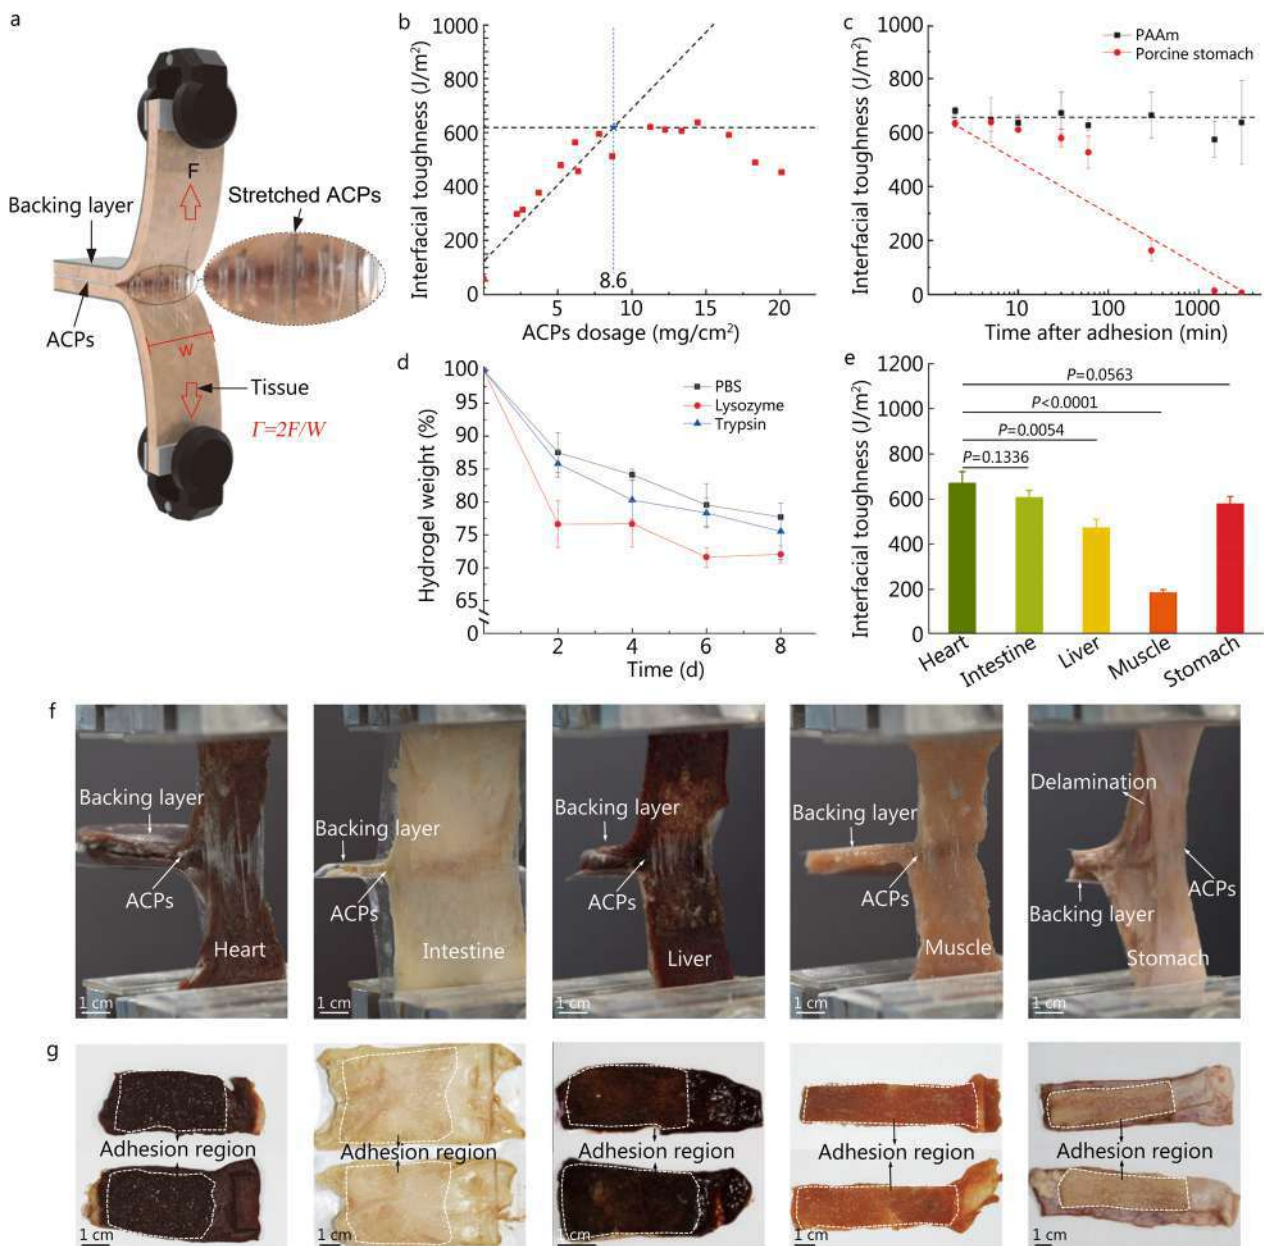 a
F
Backing layer
Stretched ACPs
ACPs
W
Tissue
Γ=2F/W
b
Interfacial toughness (J/m²)
1000
800
600
400
200
0
8.6
5
10
15
20
ACPs dosage (mg/cm²)
c
Interfacial toughness (J/m²)
1000
800
600
400
200
0
PAAm
Porcine stomach
10
100
1000
Time after adhesion (min)
d
Hydrogel weight (%)
100
95
90
85
80
75
70
65
0
PBS
Lysozyme
Trypsin
2
4
6
8
Time (d)
e
Interfacial toughness (J/m²)
1200
1000
800
600
400
200
0
P=0.0563
P<0.0001
P=0.0054
P=0.1336
Heart
Intestine
Liver
Muscle
Stomach
f
Backing layer
ACPs
Heart
1 cm
Backing layer
ACPs
Intestine
1 cm
Backing layer
ACPs
Liver
1 cm
Backing layer
ACPs
Muscle
1 cm
Delamination
ACPs
Backing layer
Stomach
1 cm
g
Adhesion region
1 cm
Adhesion region
1 cm
Adhesion region
1 cm
Adhesion region
1 cm
Adhesion region
1 cm